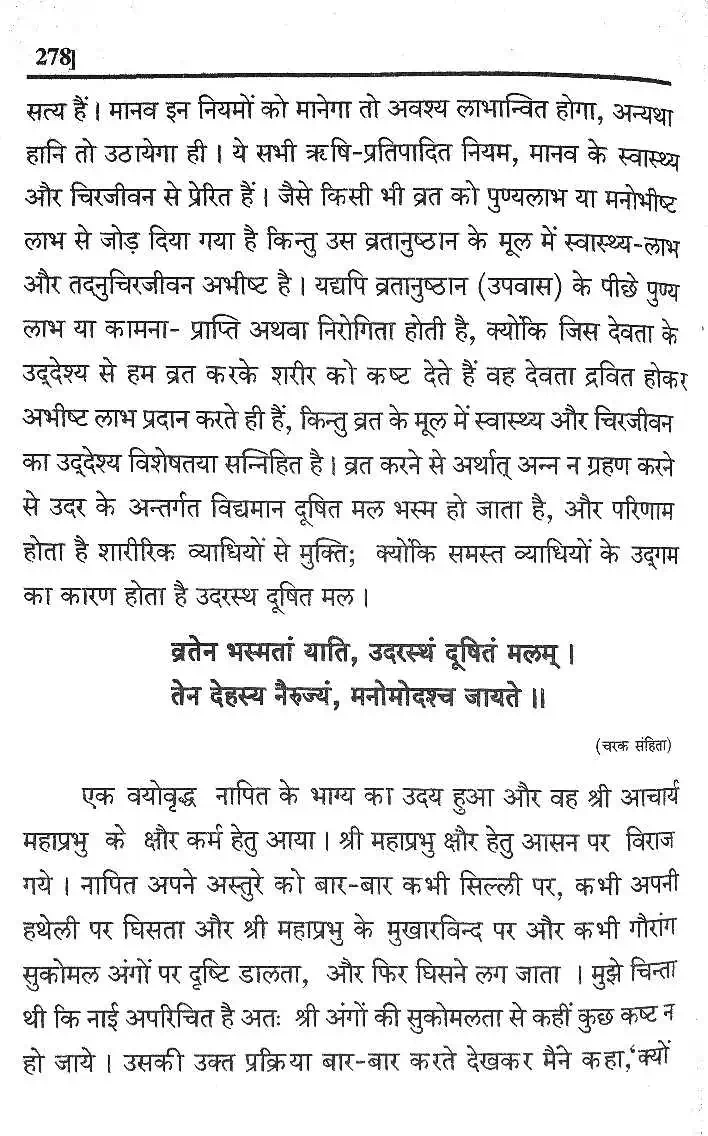 278]
सत्य हैं। मानव इन नियमों को मानेगा तो अवश्य लाभान्वित होगा, अन्यथा
हानि तो उठायेगा ही। ये सभी ऋषि-प्रतिपादित नियम, मानव के स्वास्थ्य
और चिरजीवन से प्रेरित हैं। जैसे किसी भी व्रत को पुण्यलाभ या मनोभीष्ट
लाभ से जोड़ दिया गया है किन्तु उस व्रतानुष्ठान के मूल में स्वास्थ्य-लाभ
और तदनुचिरजीवन अभीष्ट है। यद्यपि व्रतानुष्ठान (उपवास) के पीछे पुण्य
लाभ या कामना- प्राप्ति अथवा निरोगिता होती है, क्योंकि जिस देवता के
उद्देश्य से हम व्रत करके शरीर को कष्ट देते हैं वह देवता द्रवित होकर
अभीष्ट लाभ प्रदान करते ही हैं, किन्तु व्रत के मूल में स्वास्थ्य और चिरजीवन
का उद्देश्य विशेषतया सन्निहित है। व्रत करने से अर्थात् अन्न न ग्रहण करने
से उदर के अन्तर्गत विद्यमान दूषित मल भस्म हो जाता है, और परिणाम
होता है शारीरिक व्याधियों से मुक्ति; क्योंकि समस्त व्याधियों के उद्गम
का कारण होता है उदरस्थ दूषित मल।
व्रतेन भस्मतां याति, उदरस्थं दूषितं मलम्।
तेन देहस्य नैरुज्यं, मनोमोदश्च जायते॥
(चरक संहिता)
एक वयोवृद्ध नापित के भाग्य का उदय हुआ और वह श्री आचार्य
महाप्रभु के क्षौर कर्म हेतु आया। श्री महाप्रभु क्षौर हेतु आसन पर विराज
गये। नापित अपने अस्तुरे को बार-बार कभी सिल्ली पर, कभी अपनी
हथेली पर घिसता और श्री महाप्रभु के मुखारविन्द पर और कभी गौरांग
सुकोमल अंगों पर दृष्टि डालता, और फिर घिसने लग जाता। मुझे चिन्ता
थी कि नाई अपरिचित है अतः श्री अंगों की सुकोमलता से कहीं कुछ कष्ट न
हो जाये। उसकी उक्त प्रक्रिया बार-बार करते देखकर मैंने कहा,'क्यों